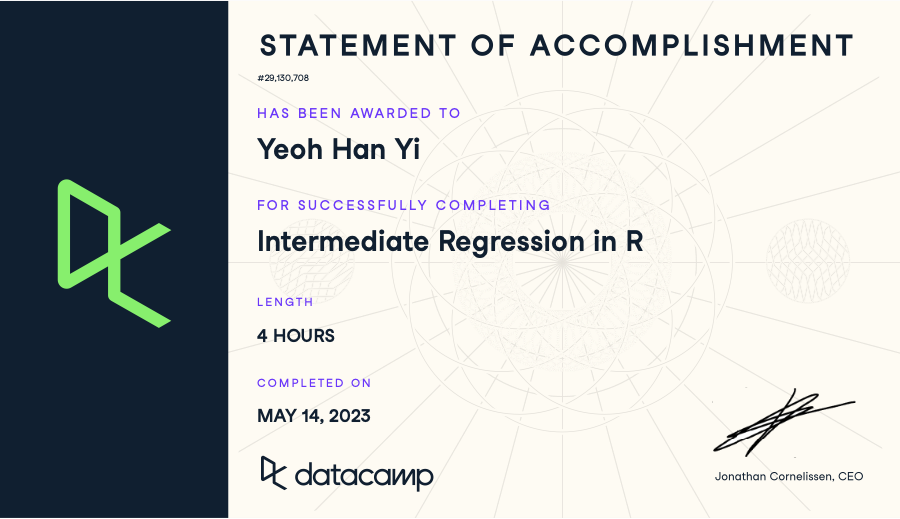 STATEMENT OF ACCOMPLISHMENT
#29,130,708
HAS BEEN AWARDED TO
Yeoh Han Yi
FOR SUCCESSFULLY COMPLETING
Intermediate Regression in R
LENGTH
4 HOURS
COMPLETED ON
MAY 14, 2023
datacamp
Jonathan Cornelissen, CEO